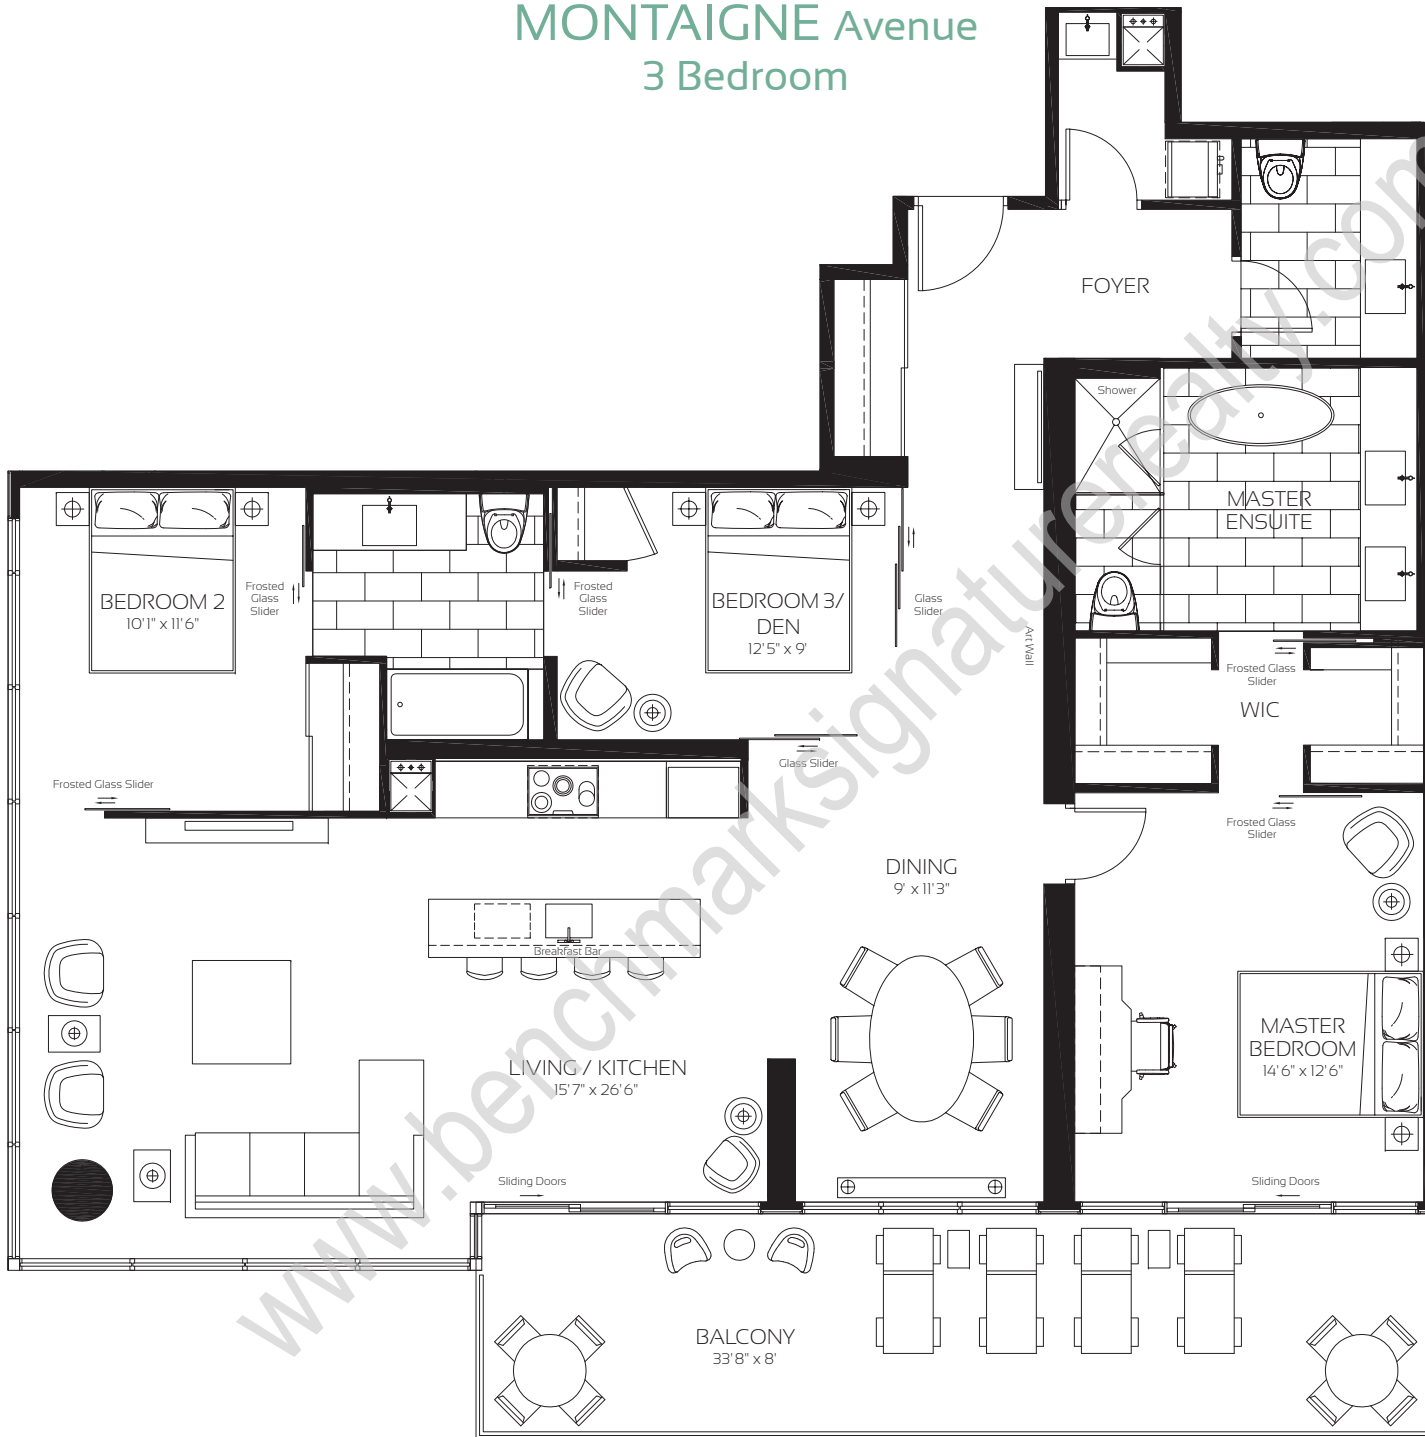 MONTAIGNE Avenue
3 Bedroom
FOYER
Shower
MASTER
ENSUITE
BEDROOM 2
10'1" x 11'6"
Frosted
Glass
Slider
Frosted
Glass
Slider
BEDROOM 3/
DEN
12'5" x 9'
Glass
Slider
Art Wall
Frosted Glass
Slider
WIC
Frosted Glass Slider
Glass Slider
Frosted Glass
Slider
DINING
9' x 11'3"
Breakfast Bar
LIVING / KITCHEN
15'7" x 26'6"
MASTER
BEDROOM
14'6" x 12'6"
Sliding Doors
Sliding Doors
BALCONY
33'8" x 8'
www.benchmarksignaturerealty.com